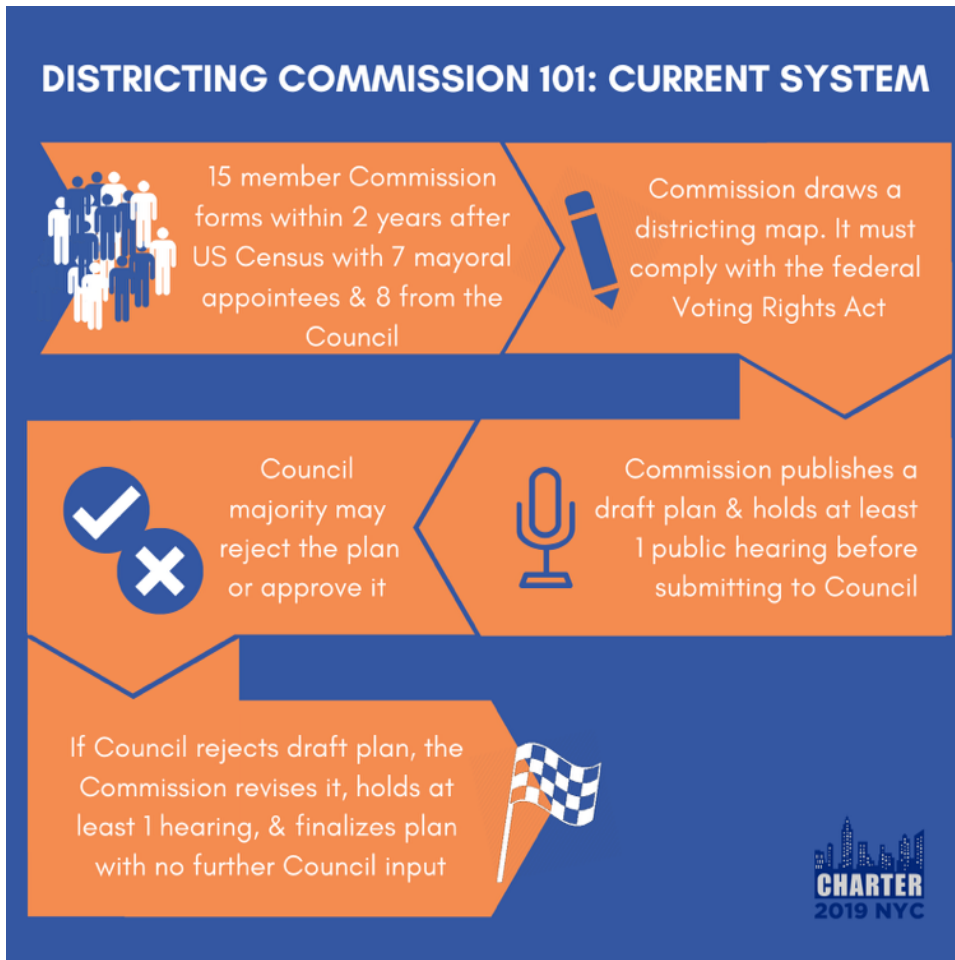 DISTRICTING COMMISSION 101: CURRENT SYSTEM
15 member Commission
forms within 2 years after
US Census with 7 mayoral
appointees & 8 from the
Council
Commission draws a
districting map. It must
comply with the federal
Voting Rights Act
Commission publishes a
draft plan & holds at least
1 public hearing before
submitting to Council
Council
majority may
reject the plan
or approve it
If Council rejects draft plan, the
Commission revises it, holds at
least 1 hearing, & finalizes plan
with no further Council input
CHARTER
2019 NYC